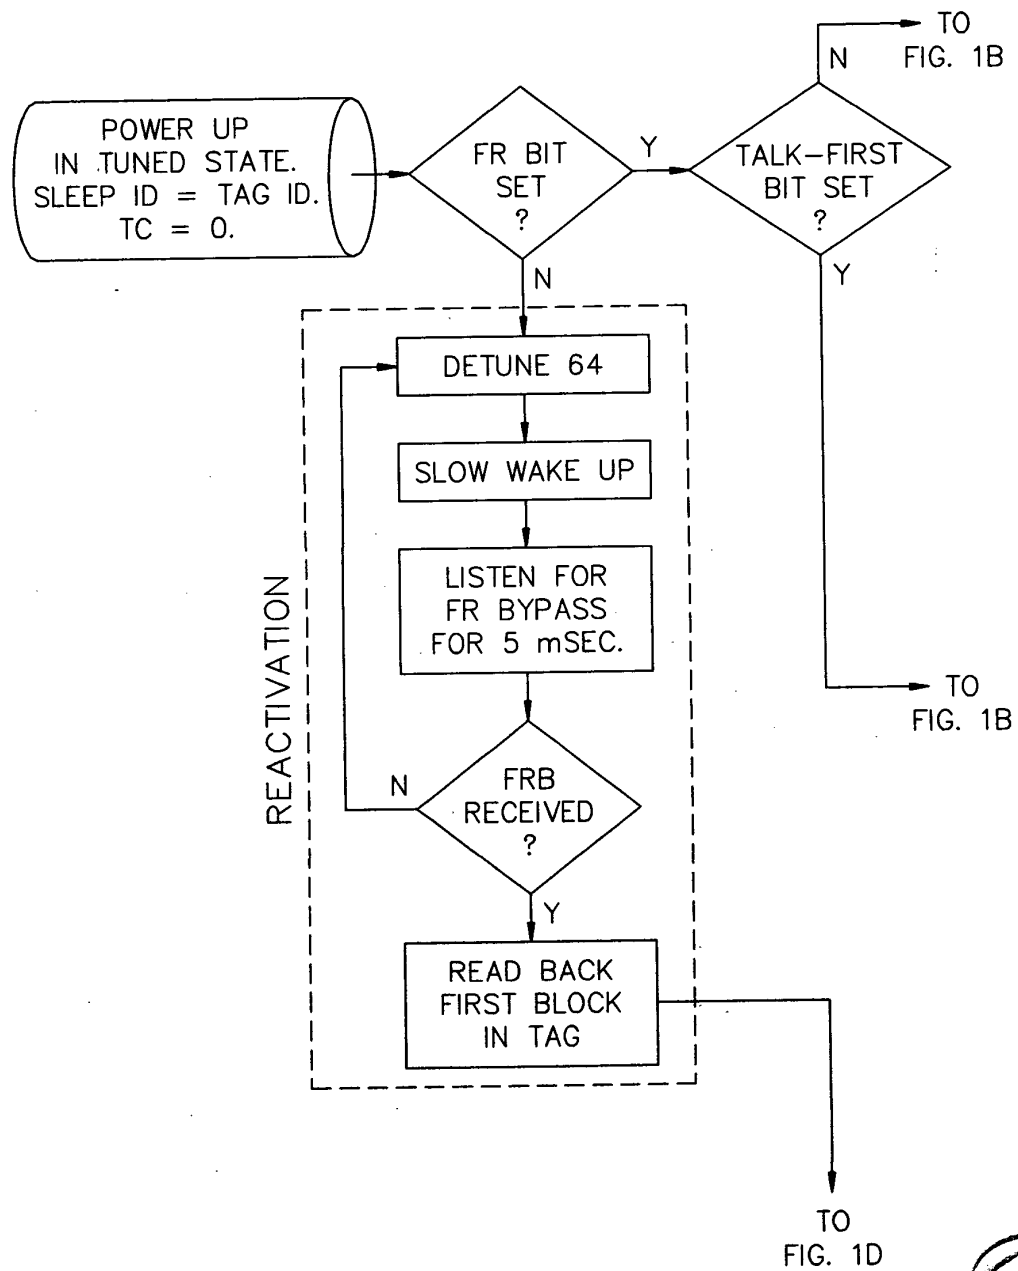 TO
FIG. 1B
N
POWER UP
IN TUNED STATE.
SLEEP ID = TAG ID.
TC = 0.
FR BIT
SET
?
Y
TALK-FIRST
BIT SET
?
N
Y
DETUNE 64
SLOW WAKE UP
LISTEN FOR
FR BYPASS
FOR 5 mSEC.
REACTIVATION
TO
FIG. 1B
N
FRB
RECEIVED
?
Y
READ BACK
FIRST BLOCK
IN TAG
TO
FIG. 1D